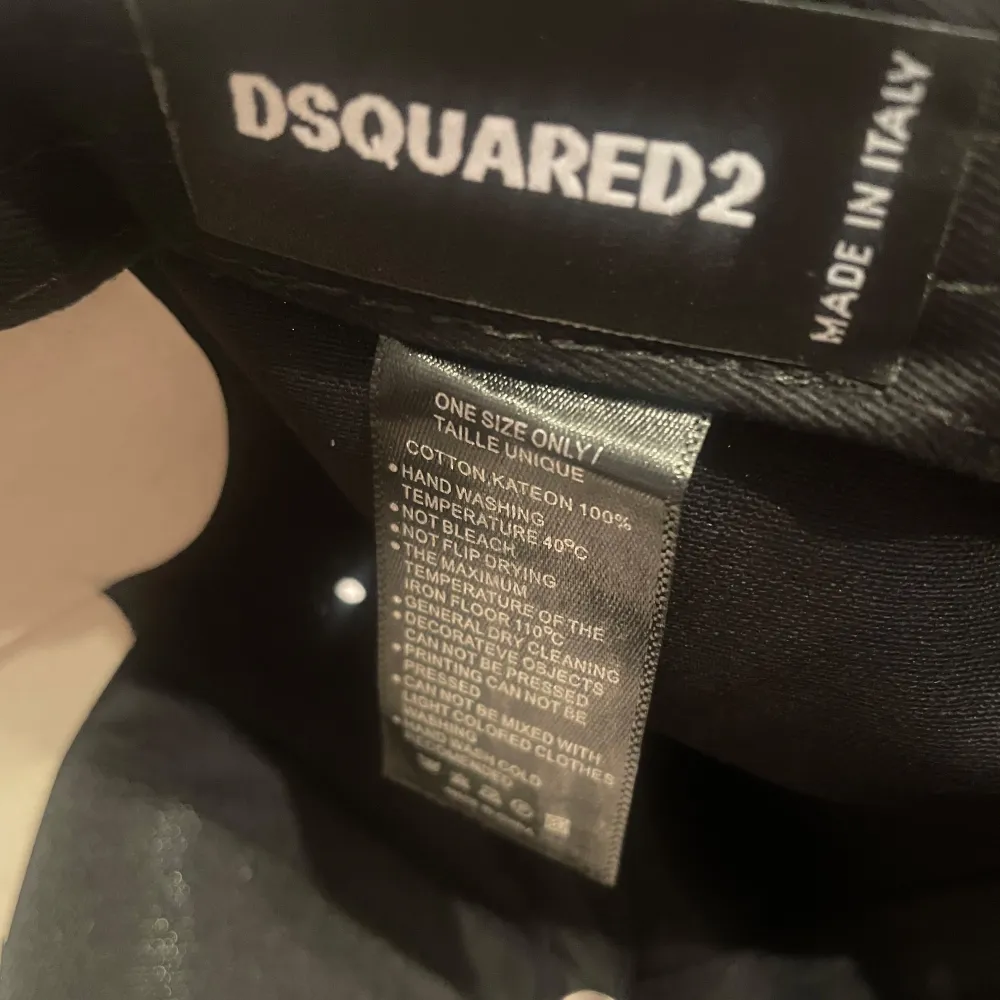 DSQUARED2
MADE IN ITALY
ONE SIZE ONLY/
TAILLE UNIQUE
COTTON,KATEON 100%
•HAND WASHING
TEMPERATURE 40°C
•NOT BLEACH
•NOT FLIP DRYING
•THE MAXIMUM
TEMPERATURE OF THE
IRON FLOOR 110°C
•GENERAL DRY CLEANING
•DECORATEVE OBJECTS
CAN NOT BE PRESSED
•PRINTING CAN NOT BE
PRESSED
•CAN NOT BE MIXED WITH
LIGHT COLORED CLOTHES
WASHING
•HAND WASH COLD
RECOMMENDED